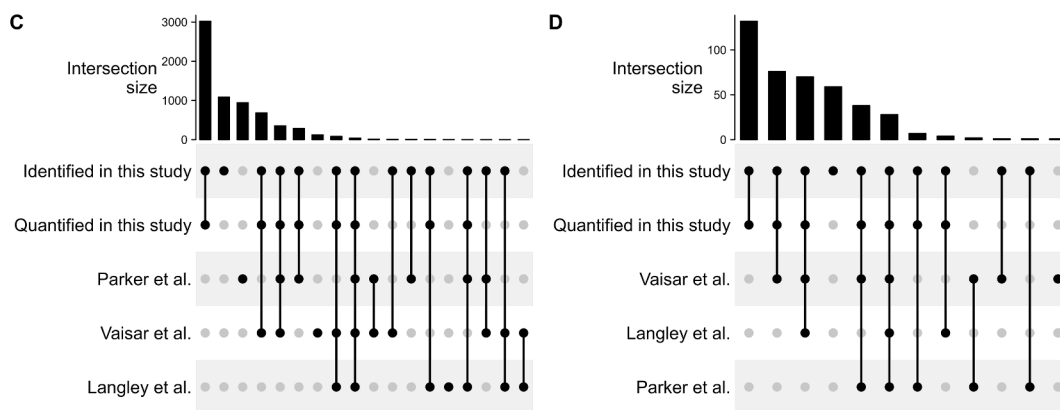 C
3000
2000
1000
0
Intersection
size
Identified in this study
Quantified in this study
Parker et al.
Vaisar et al.
Langley et al.
D
100
50
0
Intersection
size
Identified in this study
Quantified in this study
Vaisar et al.
Langley et al.
Parker et al.